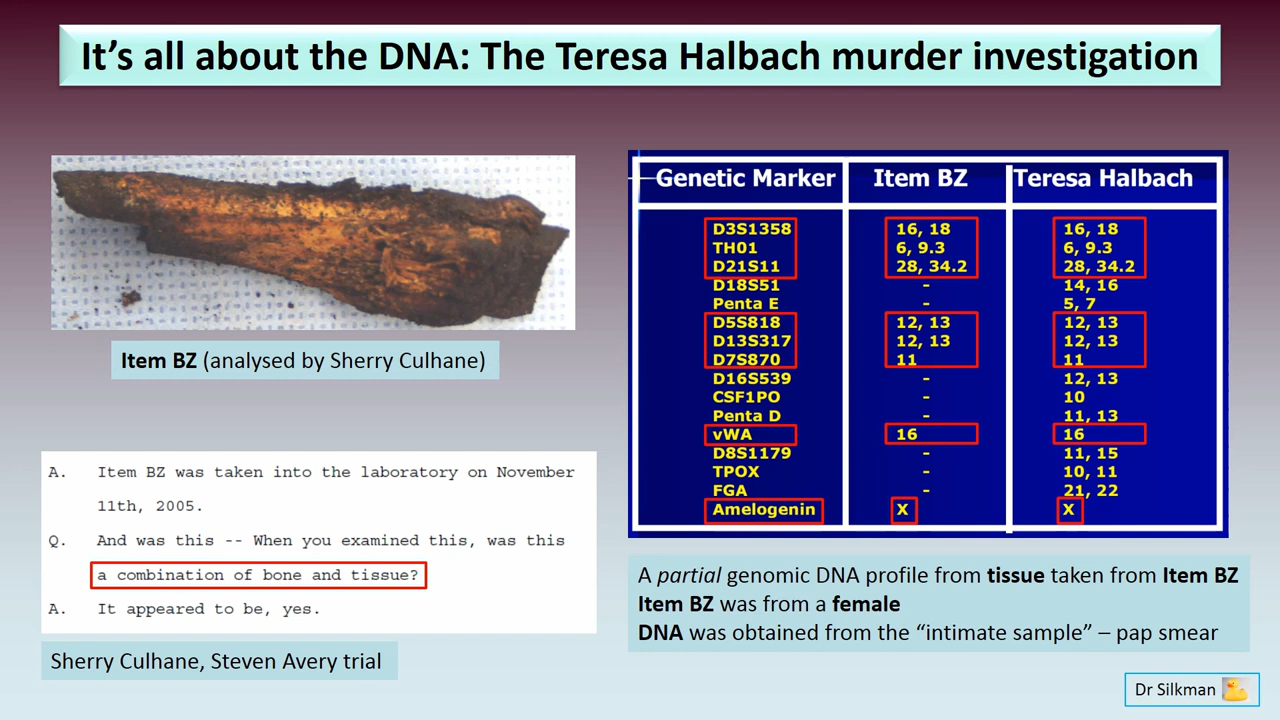 It's all about the DNA: The Teresa Halbach murder investigation
Item BZ (analysed by Sherry Culhane)
A. Item BZ was taken into the laboratory on November
11th, 2005.
Q. And was this -- When you examined this, was this
a combination of bone and tissue?
A. It appeared to be, yes.
Sherry Culhane, Steven Avery trial
Genetic Marker Item BZ Teresa Halbach
D3S1358 16, 18 16, 18
TH01 6, 9.3 6, 9.3
D21S11 28, 34.2 28, 34.2
D18S51 - 14, 16
Penta E - 5, 7
D5S818 12, 13 12, 13
D13S317 12, 13 12, 13
D7S870 11 11
D16S539 - 12, 13
CSF1PO - 10
Penta D - 11, 13
vWA 16 16
D8S1179 - 11, 15
TPOX - 10, 11
FGA - 21, 22
Amelogenin X X
A partial genomic DNA profile from tissue taken from Item BZ
Item BZ was from a female
DNA was obtained from the “intimate sample” – pap smear
Dr Silkman